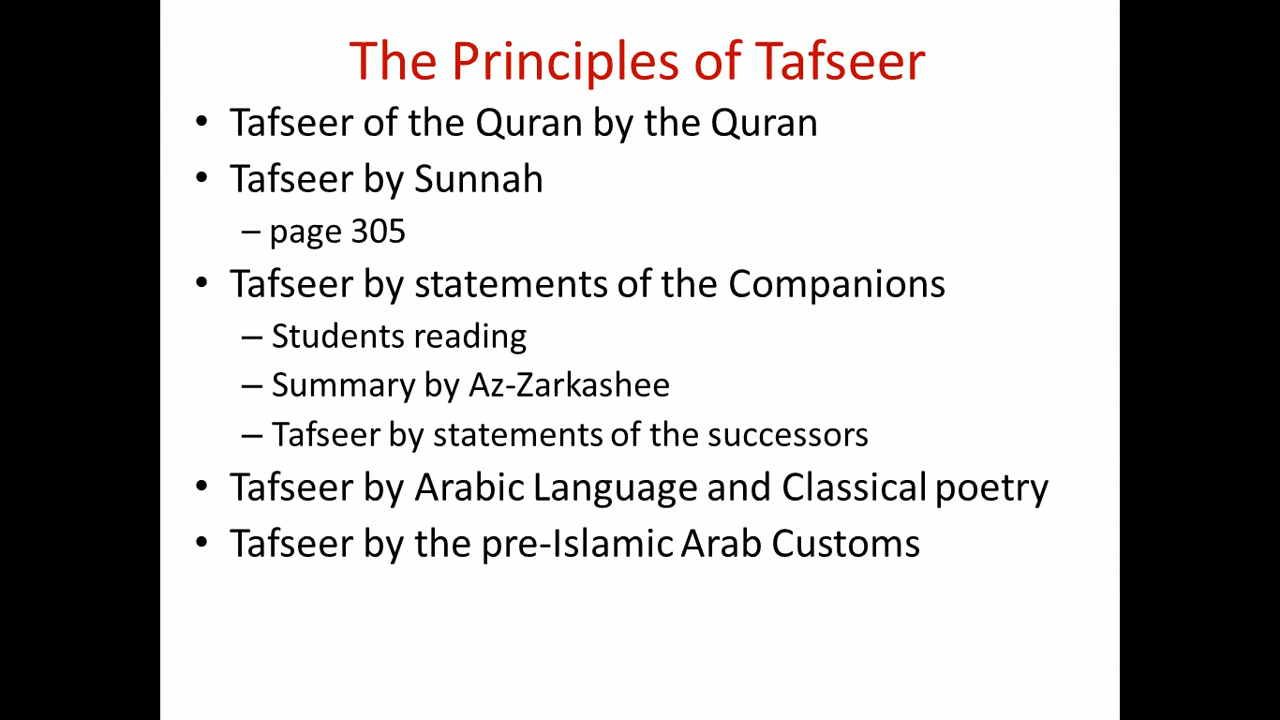 The Principles of Tafseer
• Tafseer of the Quran by the Quran
• Tafseer by Sunnah
– page 305
• Tafseer by statements of the Companions
– Students reading
– Summary by Az-Zarkashee
– Tafseer by statements of the successors
• Tafseer by Arabic Language and Classical poetry
• Tafseer by the pre-Islamic Arab Customs